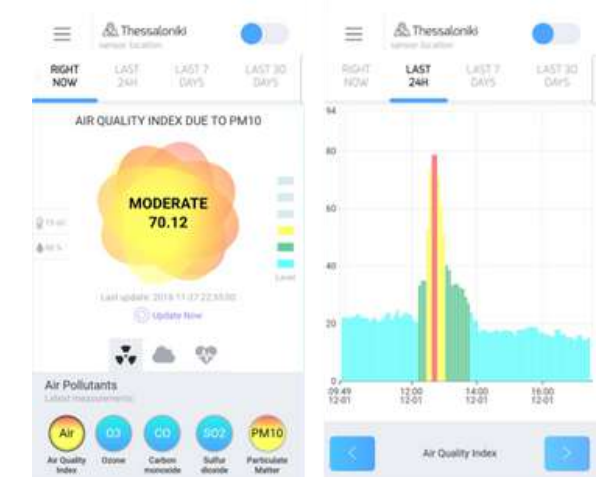 Thessaloniki
sensor location
RIGHT NOW
LAST 24H
LAST 7 DAYS
LAST 30 DAYS
AIR QUALITY INDEX DUE TO PM10
MODERATE
70.12
Level
Last update: 2018-11-27 22:55:00
Update Now
Air Pollutants
Latest measurements
Air
O3
CO
SO2
PM10
Air Quality Index
Ozone
Carbon monoxide
Sulfur dioxide
Particulate Matter
Thessaloniki
sensor location
RIGHT NOW
LAST 24H
LAST 7 DAYS
LAST 30 DAYS
94
80
60
40
20
0
09:49
12-01
12:00
12-01
14:00
12-01
16:00
12-01
Air Quality Index